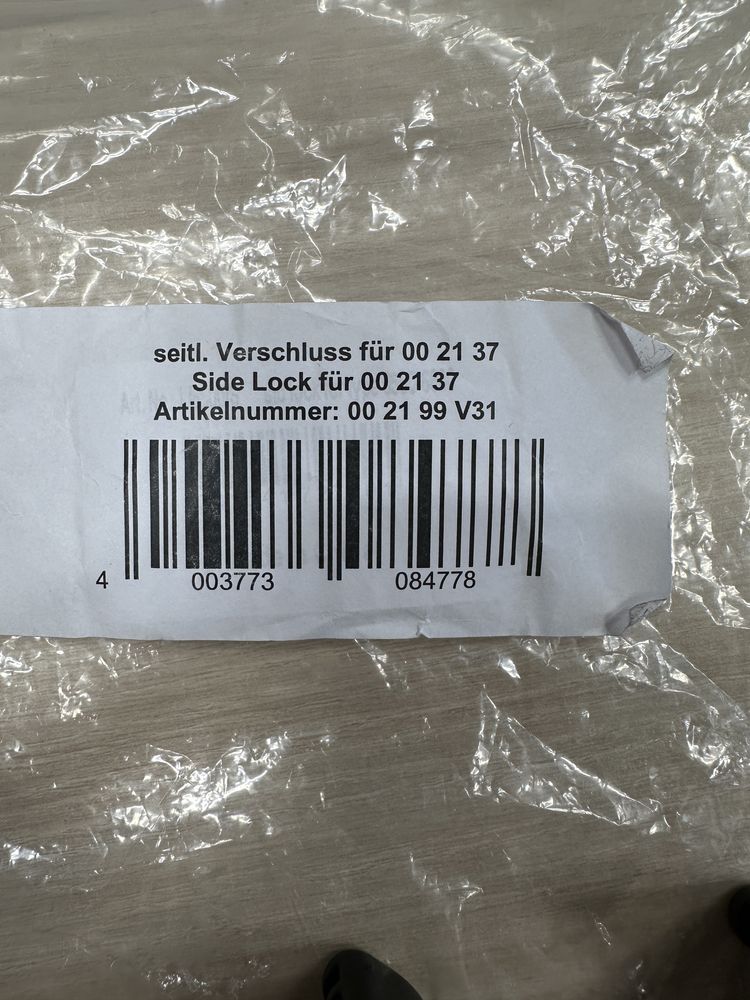 seitl. Verschluss für 00 21 37
Side Lock für 00 21 37
Artikelnummer: 00 21 99 V31
4 003773 084778